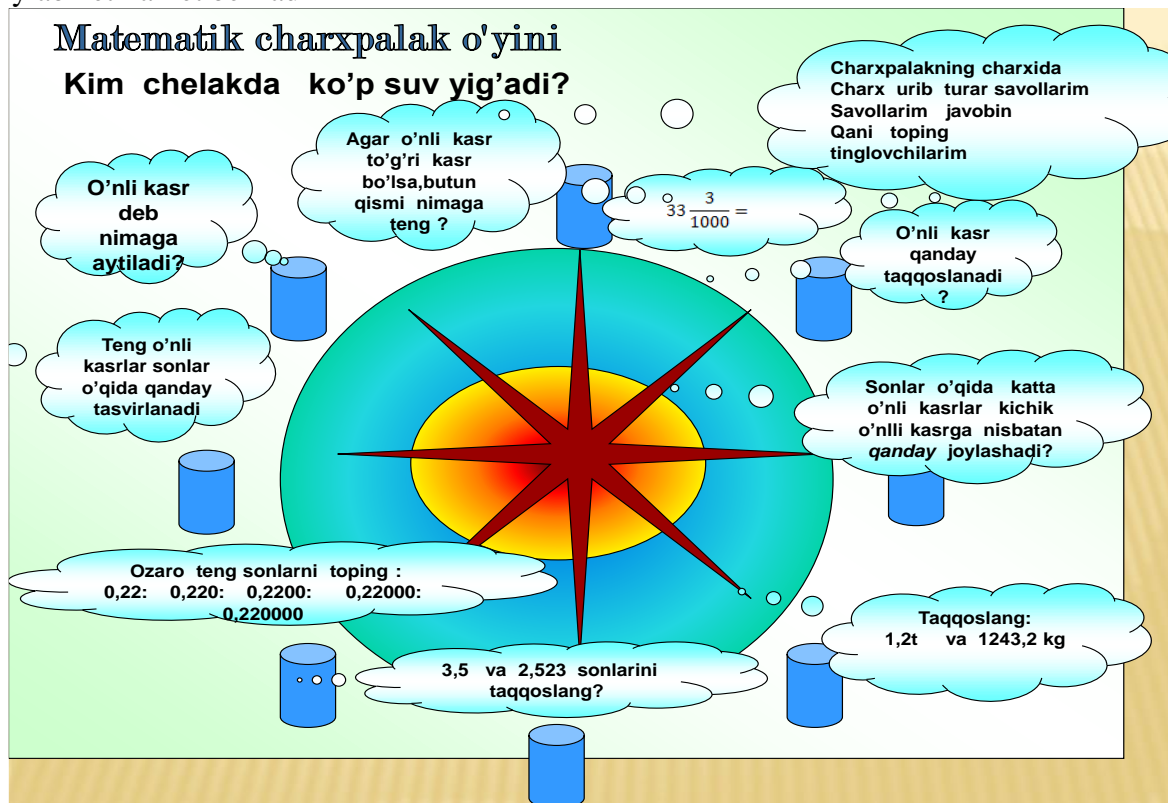 Matematik charxpalak o'yini
Kim chelakda ko'p suv yig'adi?
Charxpalakning charxida
Charx urib turar savollarim
Savollarim javobin
Qani toping
tinglovchilarim
Agar o'nli kasr
to'g'ri kasr
bo'lsa,butun
qismi nimaga
teng ?
O'nli kasr
deb
nimaga
aytiladi?
33 3/1000 =
O'nli kasr
qanday
taqqoslanadi
?
Teng o'nli
kasrlar sonlar
o'qida qanday
tasvirlanadi
Sonlar o'qida katta
o'nli kasrlar kichik
o'nlli kasrga nisbatan
qanday joylashadi?
Ozaro teng sonlarni toping :
0,22: 0,220: 0,2200: 0,22000:
0,220000
Taqqoslang:
1,2t va 1243,2 kg
3,5 va 2,523 sonlarini
taqqoslang?